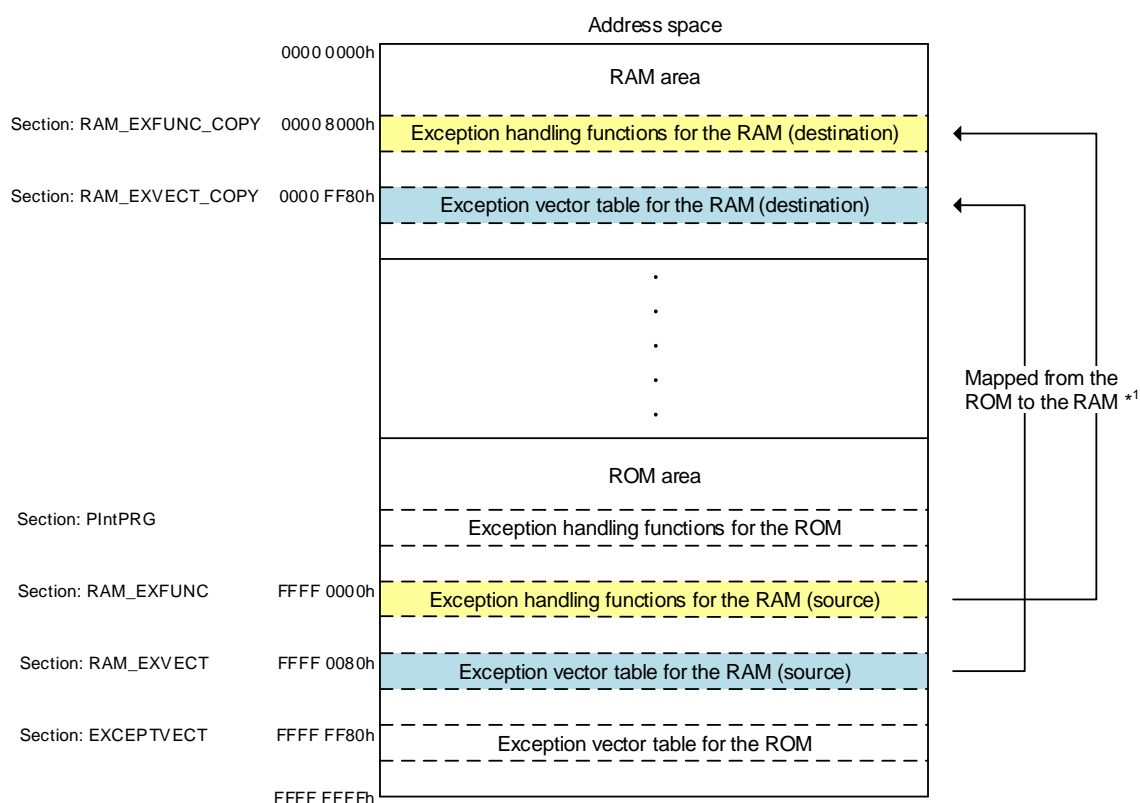 Address space
0000 0000h
RAM area
Section: RAM_EXFUNC_COPY 0000 8000h Exception handling functions for the RAM (destination)
Section: RAM_EXVECT_COPY 0000 FF80h Exception vector table for the RAM (destination)
Mapped from the
ROM to the RAM *1
ROM area
Section: PIntPRG Exception handling functions for the ROM
Section: RAM_EXFUNC FFFF 0000h Exception handling functions for the RAM (source)
Section: RAM_EXVECT FFFF 0080h Exception vector table for the RAM (source)
Section: EXCEPTVECT FFFF FF80h Exception vector table for the ROM
FFFF FFFFh